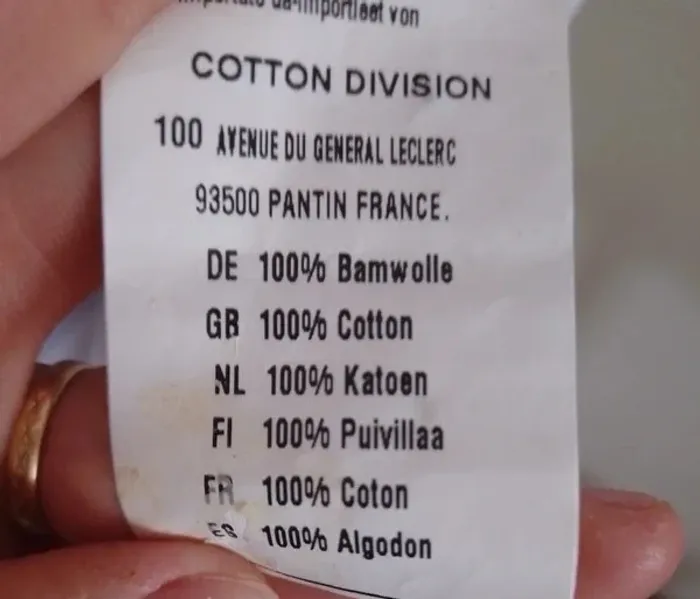 von
COTTON DIVISION
100 AVENUE DU GENERAL LECLERC
93500 PANTIN FRANCE.
DE 100% Bamwolle
GB 100% Cotton
NL 100% Katoen
FI 100% Puivillaa
FR 100% Coton
ES 100% Algodon